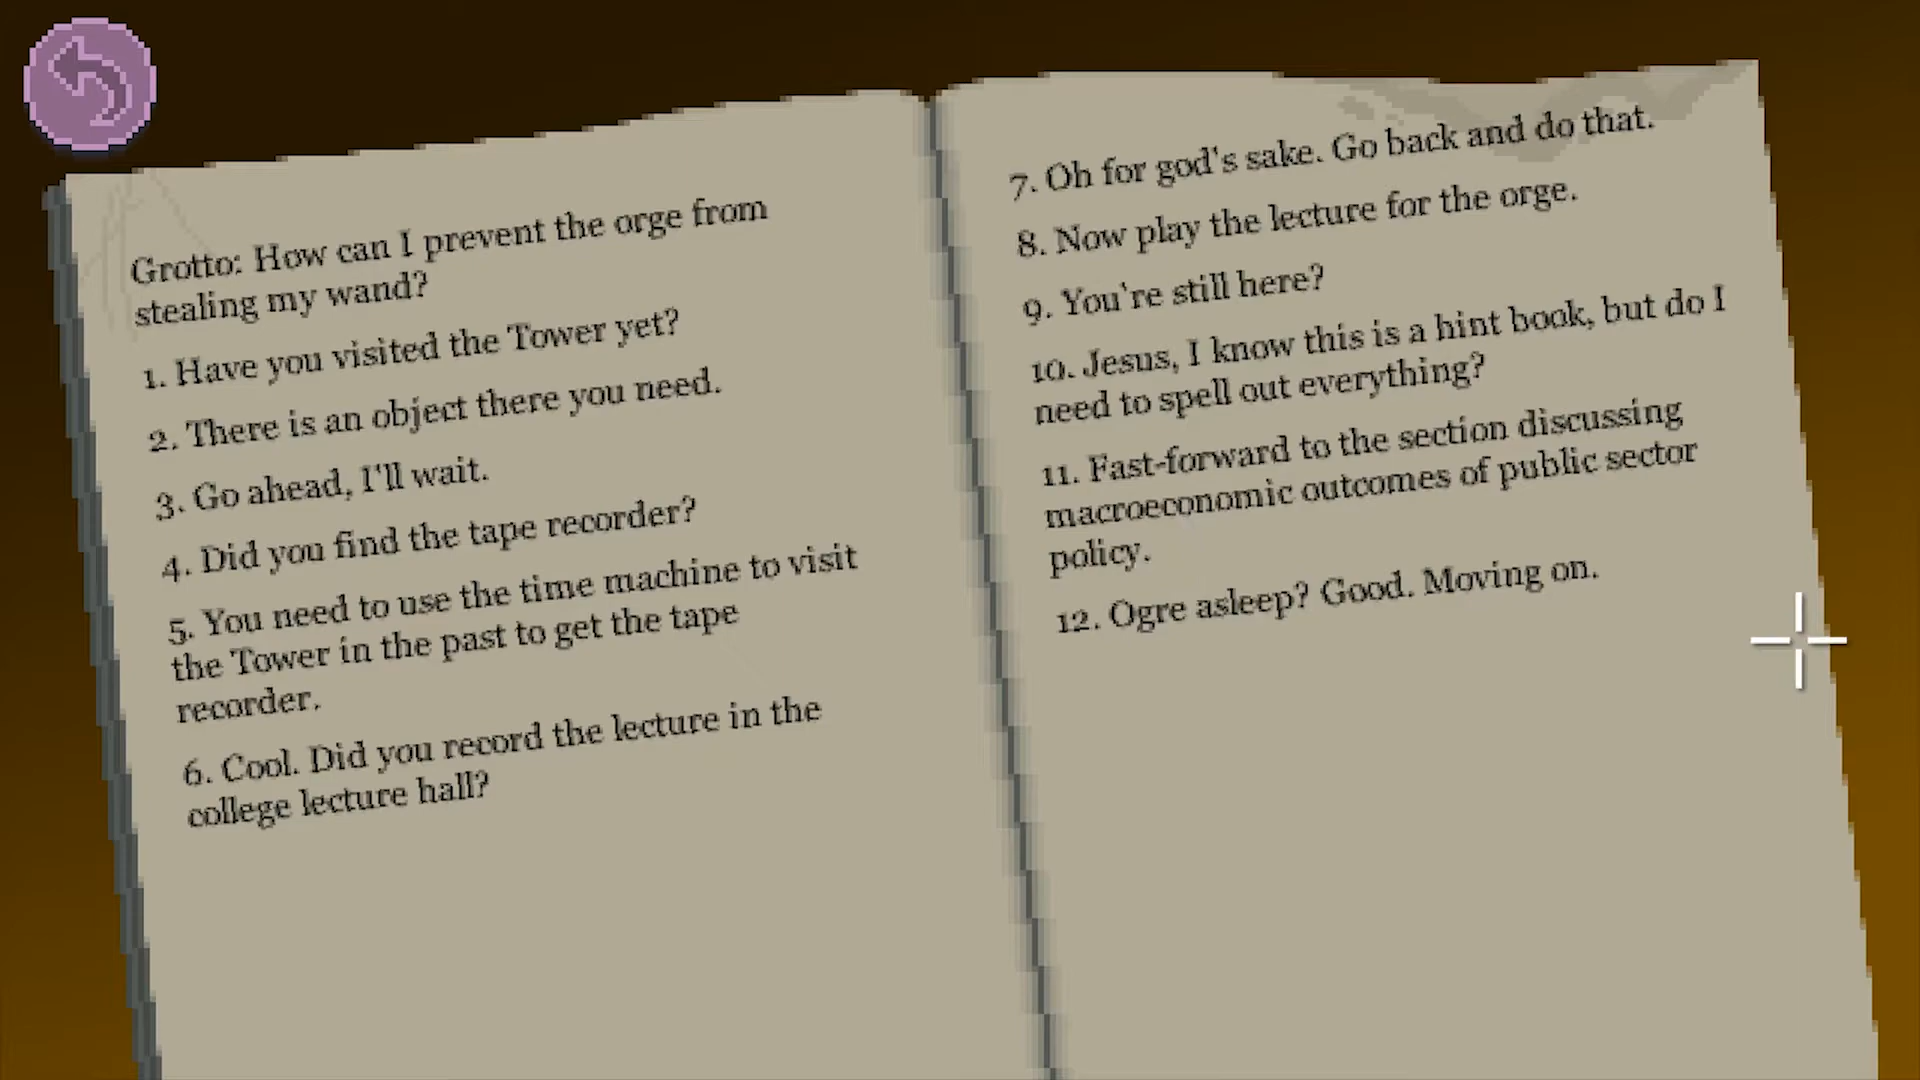 Grotto: How can I prevent the orge from
stealing my wand?
1. Have you visited the Tower yet?
2. There is an object there you need.
3. Go ahead, I'll wait.
4. Did you find the tape recorder?
5. You need to use the time machine to visit
the Tower in the past to get the tape
recorder.
6. Cool. Did you record the lecture in the
college lecture hall?
7. Oh for god's sake. Go back and do that.
8. Now play the lecture for the orge.
9. You're still here?
10. Jesus, I know this is a hint book, but do I
need to spell out everything?
11. Fast-forward to the section discussing
macroeconomic outcomes of public sector
policy.
12. Ogre asleep? Good. Moving on.